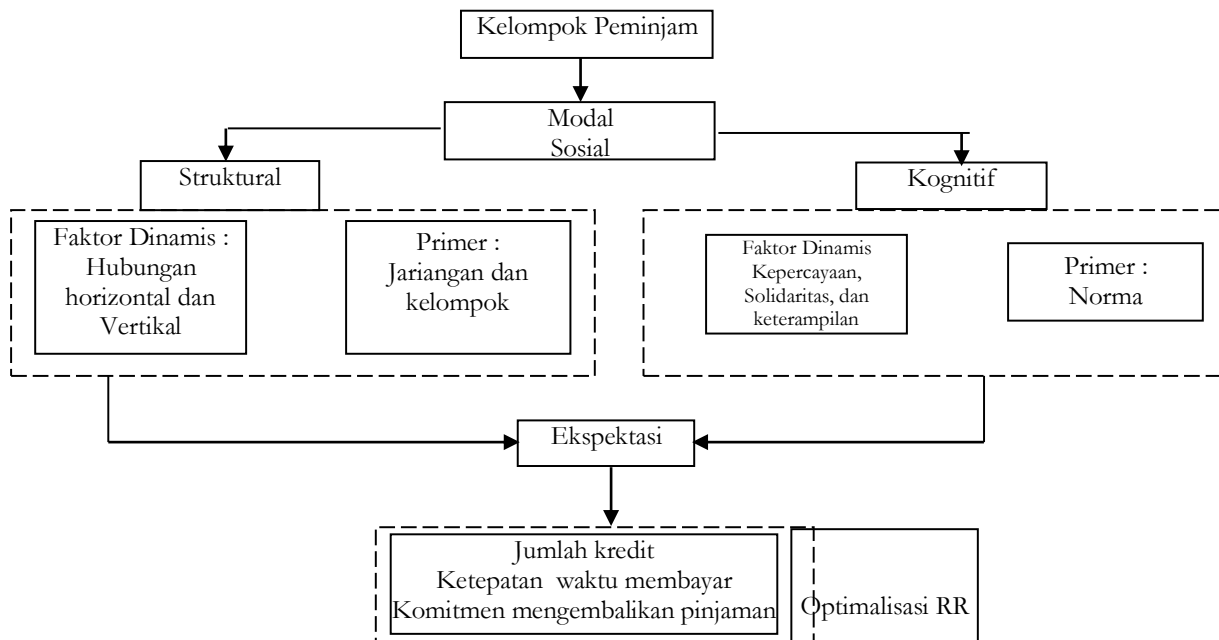 Kelompok Peminjam
Modal
Sosial
Struktural
Kognitif
Faktor Dinamis :
Hubungan
horizontal dan
Vertikal
Primer :
Jariangan dan
kelompok
Faktor Dinamis
Kepercayaan,
Solidaritas, dan
keterampilan
Primer :
Norma
Ekspektasi
Jumlah kredit
Ketepatan waktu membayar
Komitmen mengembalikan pinjaman
Optimalisasi RR